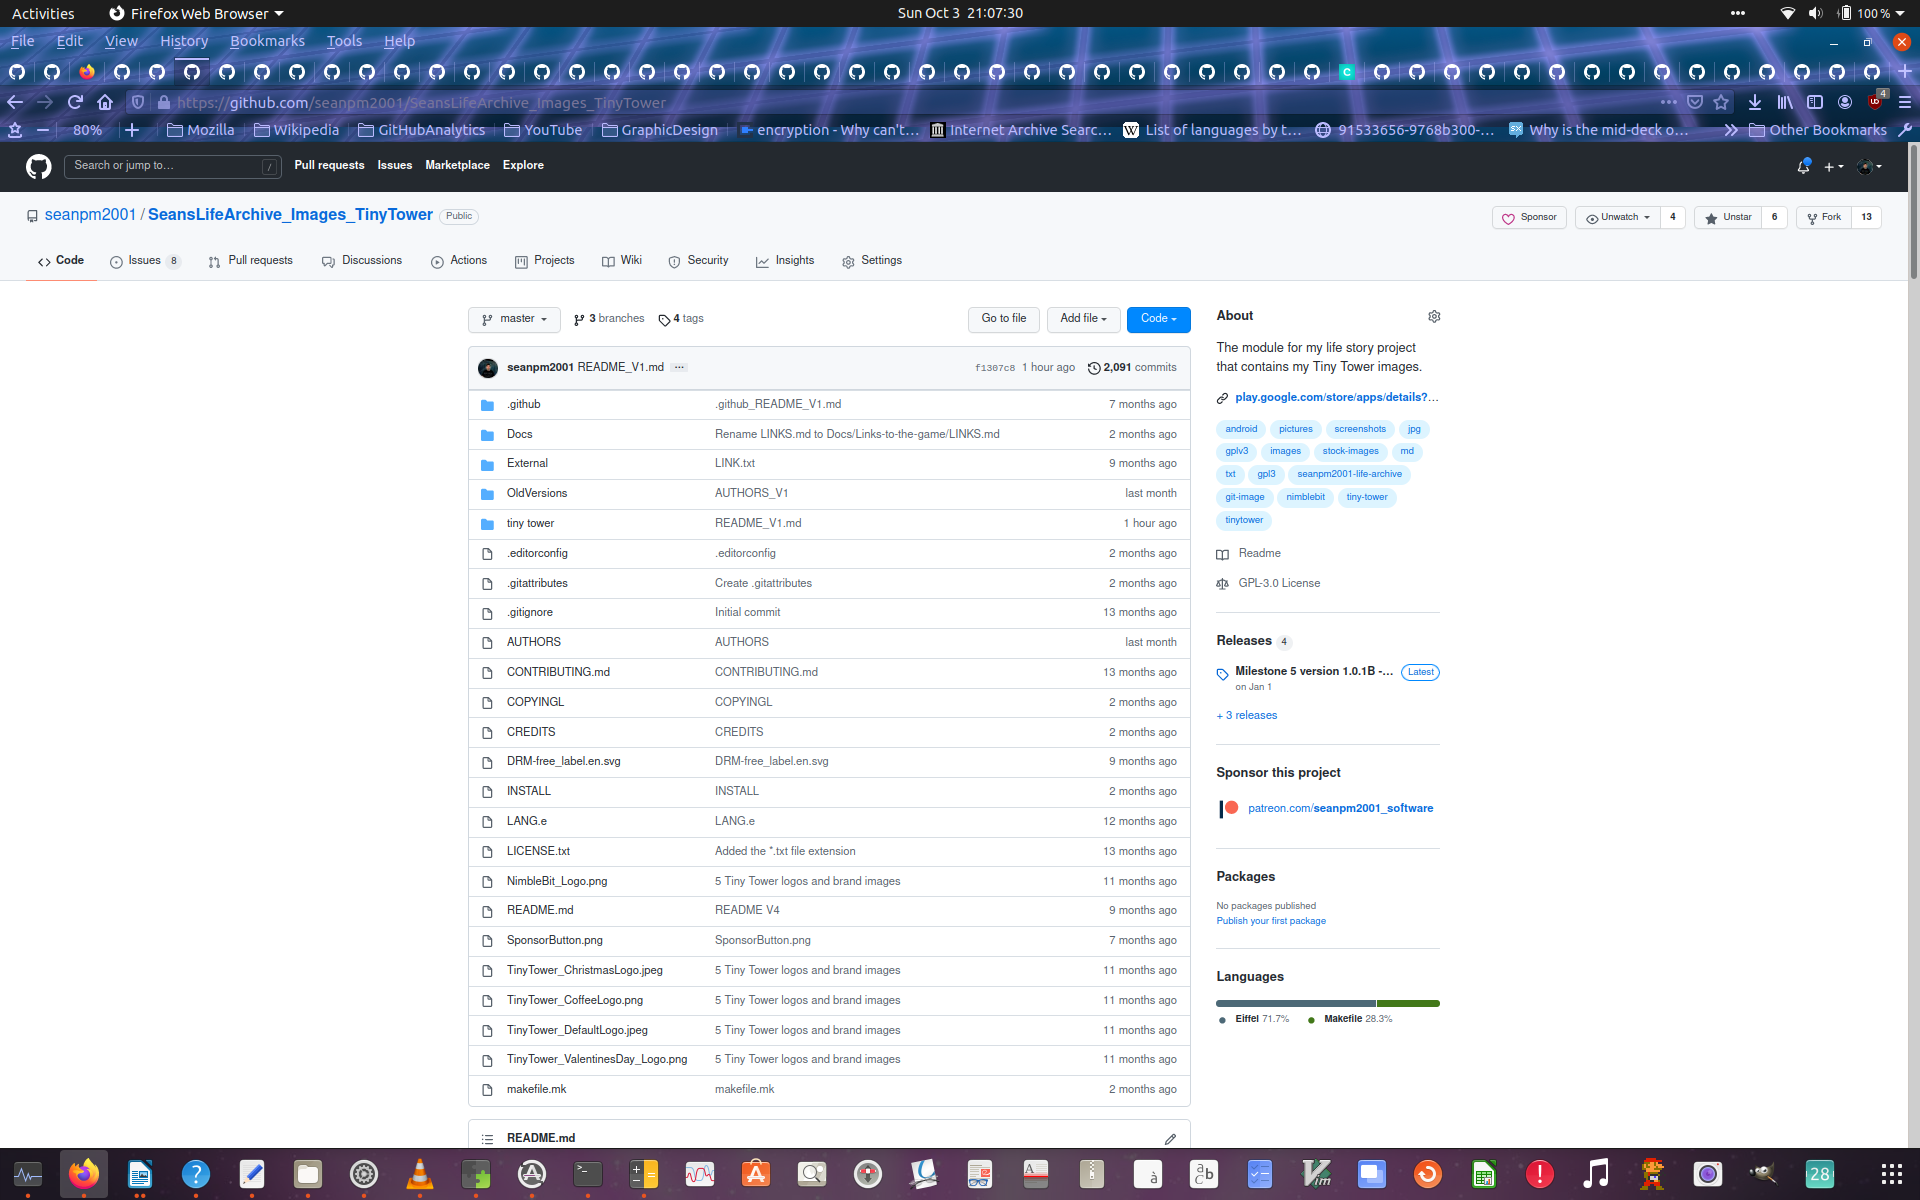 Activities Firefox Web Browser Sun Oct 3 21:07:30 100 %
File Edit View History Bookmarks Tools Help
https://github.com/seanpm2001/SeansLifeArchive_Images_TinyTower 4
80% Mozilla Wikipedia GitHubAnalytics YouTube GraphicDesign encryption - Why can't… Internet Archive Searc… List of languages by t… 91533656-9768b300-… Why is the mid-deck o… Other Bookmarks
Search or jump to… / Pull requests Issues Marketplace Explore
seanpm2001 / SeansLifeArchive_Images_TinyTower Public Sponsor Unwatch 4 Unstar 6 Fork 13
Code Issues 8 Pull requests Discussions Actions Projects Wiki Security Insights Settings
master 3 branches 4 tags Go to file Add file Code
seanpm2001 README_V1.md ... f1307c8 1 hour ago 2,091 commits
.github .github_README_V1.md 7 months ago
Docs Rename LINKS.md to Docs/Links-to-the-game/LINKS.md 2 months ago
External LINK.txt 9 months ago
OldVersions AUTHORS_V1 last month
tiny tower README_V1.md 1 hour ago
.editorconfig .editorconfig 2 months ago
.gitattributes Create .gitattributes 2 months ago
.gitignore Initial commit 13 months ago
AUTHORS AUTHORS last month
CONTRIBUTING.md CONTRIBUTING.md 13 months ago
COPYINGL COPYINGL 2 months ago
CREDITS CREDITS 2 months ago
DRM-free_label.en.svg DRM-free_label.en.svg 9 months ago
INSTALL INSTALL 2 months ago
LANG.e LANG.e 12 months ago
LICENSE.txt Added the *.txt file extension 13 months ago
NimbleBit_Logo.png 5 Tiny Tower logos and brand images 11 months ago
README.md README V4 9 months ago
SponsorButton.png SponsorButton.png 7 months ago
TinyTower_ChristmasLogo.jpeg 5 Tiny Tower logos and brand images 11 months ago
TinyTower_CoffeeLogo.png 5 Tiny Tower logos and brand images 11 months ago
TinyTower_DefaultLogo.jpeg 5 Tiny Tower logos and brand images 11 months ago
TinyTower_ValentinesDay_Logo.png 5 Tiny Tower logos and brand images 11 months ago
makefile.mk makefile.mk 2 months ago
README.md
About
The module for my life story project
that contains my Tiny Tower images.
play.google.com/store/apps/details?…
android pictures screenshots jpg
gplv3 images stock-images md
txt gpl3 seanpm2001-life-archive
git-image nimblebit tiny-tower
tinytower
Readme
GPL-3.0 License
Releases 4
Milestone 5 version 1.0.1B -… Latest
on Jan 1
+ 3 releases
Sponsor this project
patreon.com/seanpm2001_software
Packages
No packages published
Publish your first package
Languages
Eiffel 71.7% Makefile 28.3%
28